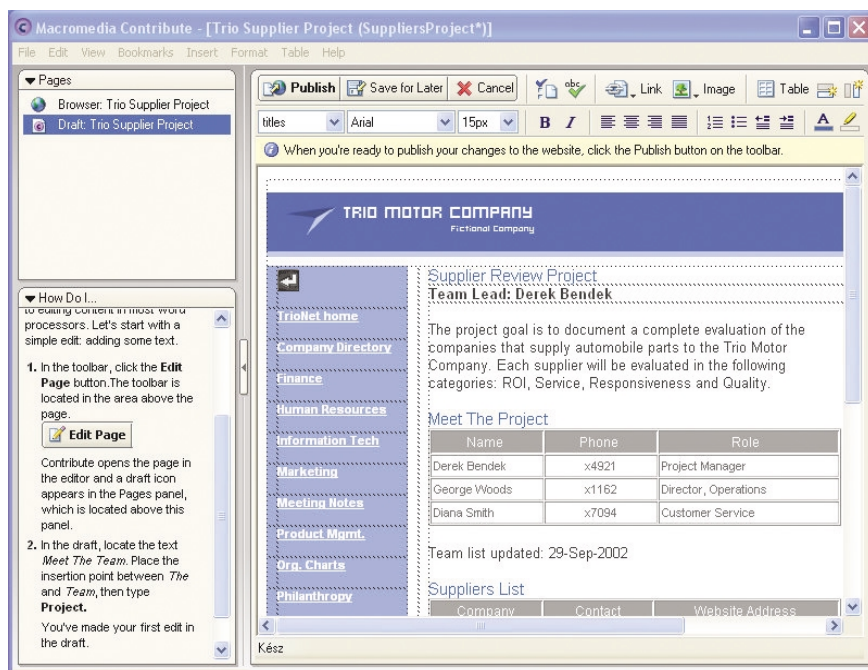 Macromedia Contribute - [Trio Supplier Project (SuppliersProject*)]
File Edit View Bookmarks Insert Format Table Help
Pages
Browser: Trio Supplier Project
Draft: Trio Supplier Project
How Do I...
to editing content in most word
processors. Let's start with a
simple edit: adding some text.
1. In the toolbar, click the Edit
Page button.The toolbar is
located in the area above the
page.
Edit Page
Contribute opens the page in
the editor and a draft icon
appears in the Pages panel,
which is located above this
panel.
2. In the draft, locate the text
Meet The Team. Place the
insertion point between The
and Team, then type
Project.
You've made your first edit in
the draft.
Publish Save for Later Cancel abc Link Image Table
titles Arial 15px B I A
When you're ready to publish your changes to the website, click the Publish button on the toolbar.
TRIO MOTOR COMPANY
Fictional Company
TrioNet home
Company Directory
Finance
Human Resources
Information Tech
Marketing
Meeting Notes
Product Mgmt.
Org. Charts
Philanthropy
Supplier Review Project
Team Lead: Derek Bendek
The project goal is to document a complete evaluation of the
companies that supply automobile parts to the Trio Motor
Company. Each supplier will be evaluated in the following
categories: ROI, Service, Responsiveness and Quality.
Meet The Project
Name Phone Role
Derek Bendek x4921 Project Manager
George Woods x1162 Director, Operations
Diana Smith x7094 Customer Service
Team list updated: 29-Sep-2002
Suppliers List
Company Contact Website Address
Kész